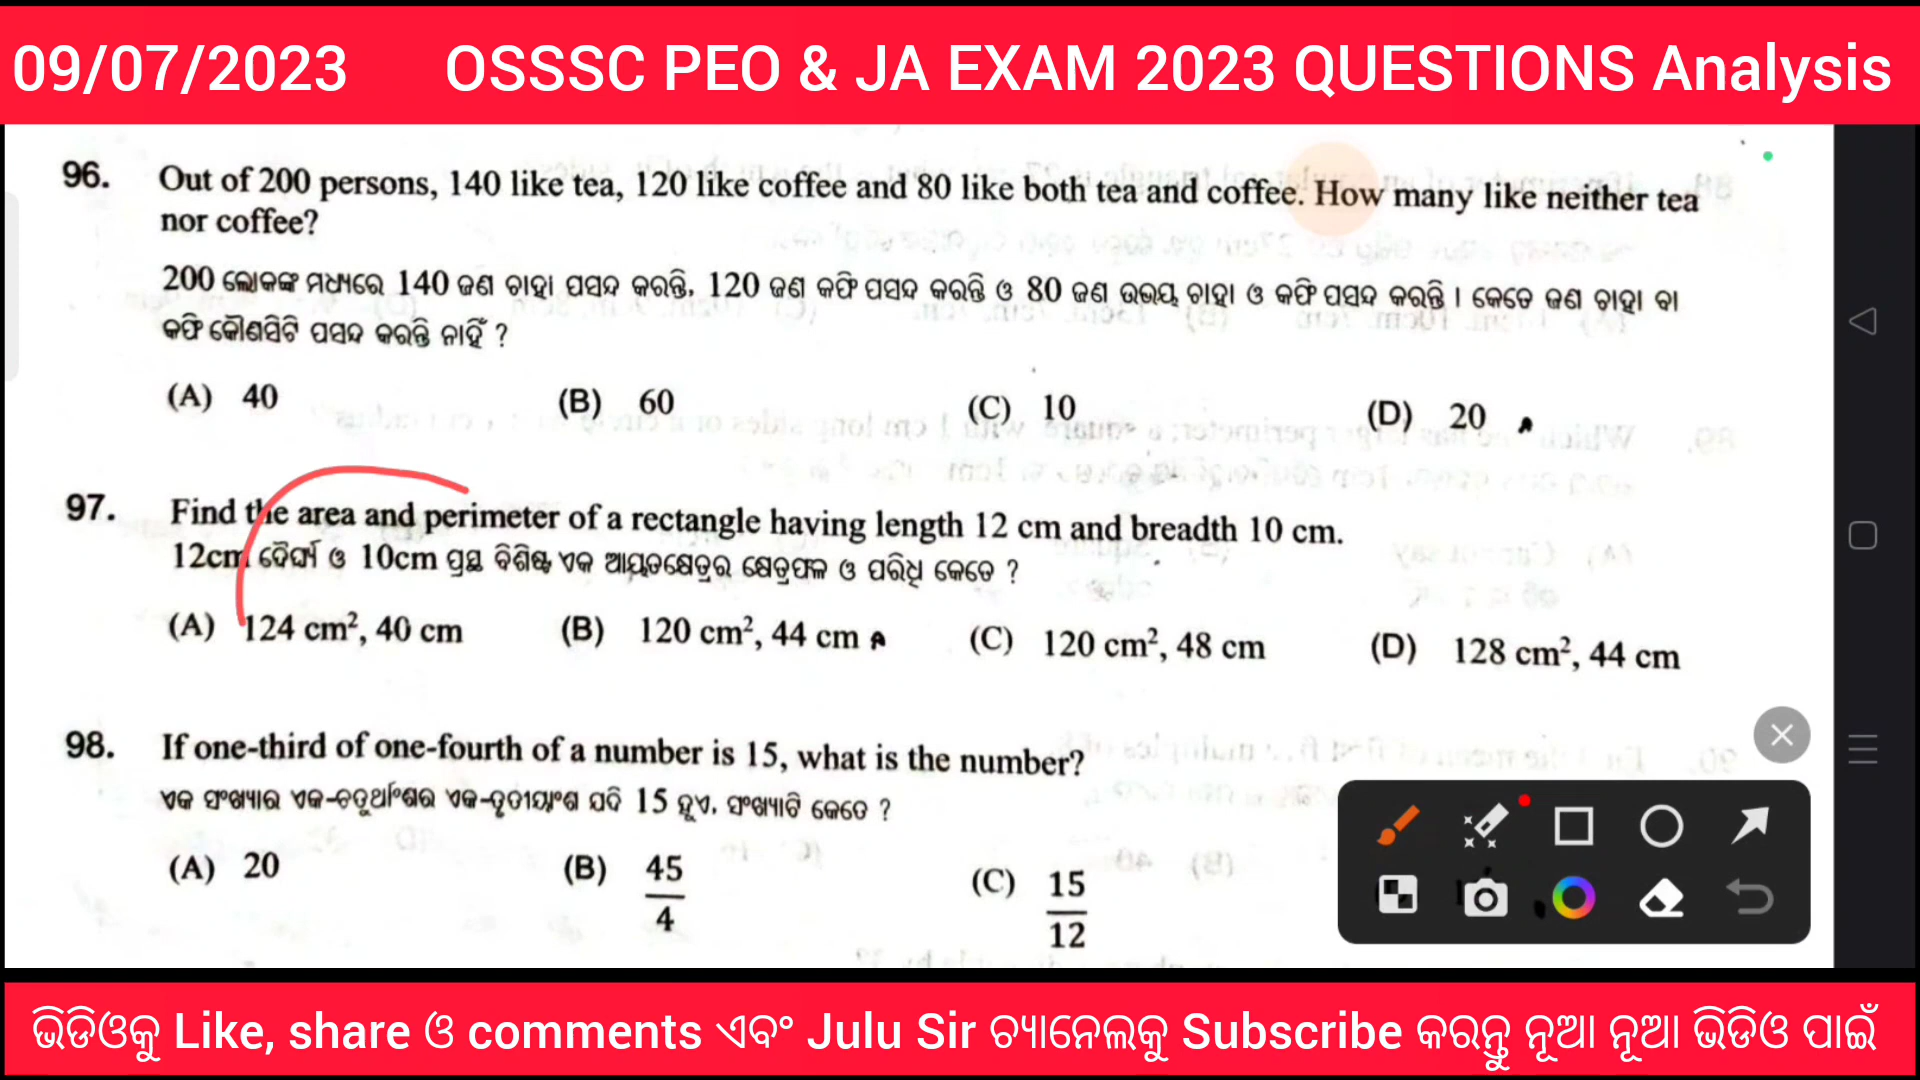 09/07/2023 OSSSC PEO & JA EXAM 2023 QUESTIONS Analysis
96. Out of 200 persons, 140 like tea, 120 like coffee and 80 like both tea and coffee. How many like neither tea
nor coffee?
200 ଲୋକଙ୍କ ମଧ୍ୟରେ 140 ଜଣ ଚାହା ପସନ୍ଦ କରନ୍ତି, 120 ଜଣ କଫି ପସନ୍ଦ କରନ୍ତି ଓ 80 ଜଣ ଉଭୟ ଚାହା ଓ କଫି ପସନ୍ଦ କରନ୍ତି । କେତେ ଜଣ ଚାହା ବା
କଫି କୌଣସିଟି ପସନ୍ଦ କରନ୍ତି ନାହିଁ ?
(A) 40 (B) 60 (C) 10 (D) 20
97. Find the area and perimeter of a rectangle having length 12 cm and breadth 10 cm.
12cm ଦୈର୍ଘ୍ୟ ଓ 10cm ପ୍ରସ୍ଥ ବିଶିଷ୍ଟ ଏକ ଆୟତକ୍ଷେତ୍ରର କ୍ଷେତ୍ରଫଳ ଓ ପରିଧି କେତେ ?
(A) 124 cm², 40 cm (B) 120 cm², 44 cm (C) 120 cm², 48 cm (D) 128 cm², 44 cm
98. If one-third of one-fourth of a number is 15, what is the number?
ଏକ ସଂଖ୍ୟାର ଏକ-ଚତୁର୍ଥାଂଶର ଏକ-ତୃତୀୟାଂଶ ଯଦି 15 ହୁଏ, ସଂଖ୍ୟାଟି କେତେ ?
(A) 20 (B) 45/4 (C) 15/12
ଭିଡିଓକୁ Like, share ଓ comments ଏବଂ Julu Sir ଚ୍ୟାନେଲକୁ Subscribe କରନ୍ତୁ ନୂଆ ନୂଆ ଭିଡିଓ ପାଇଁ